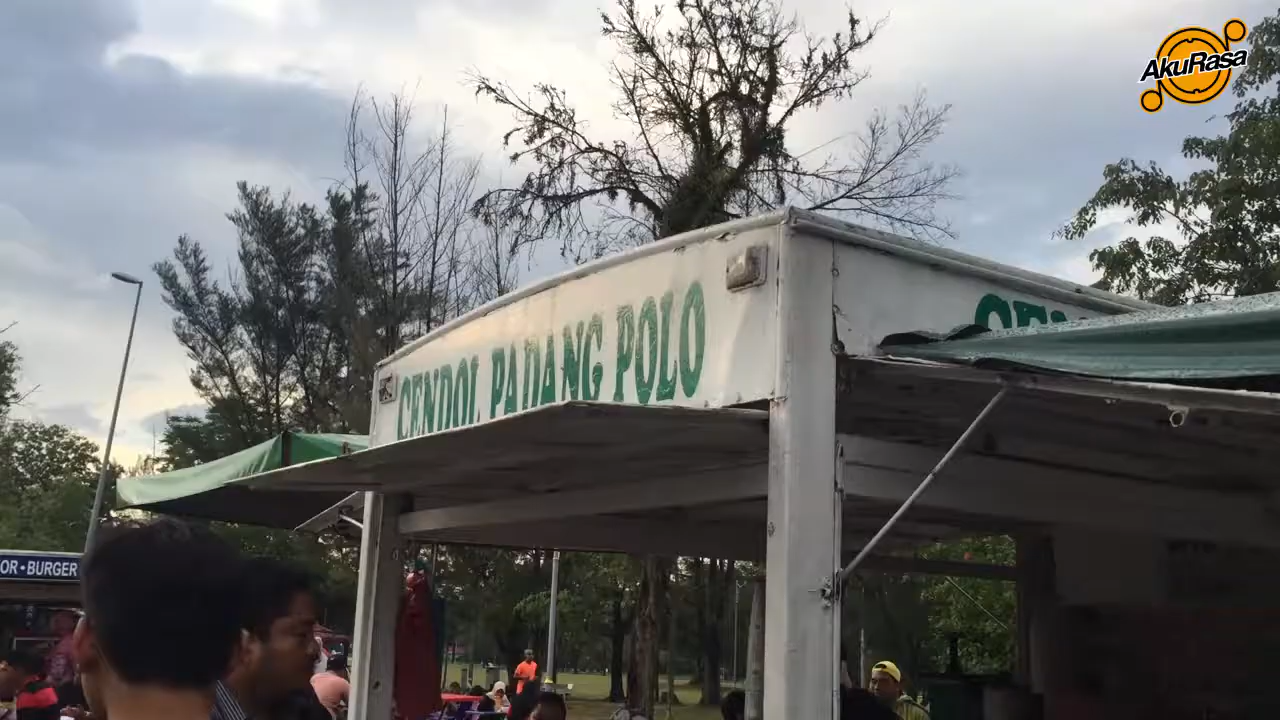 AkuRasa
CENDOL PADANG POLO
OR • BURGER